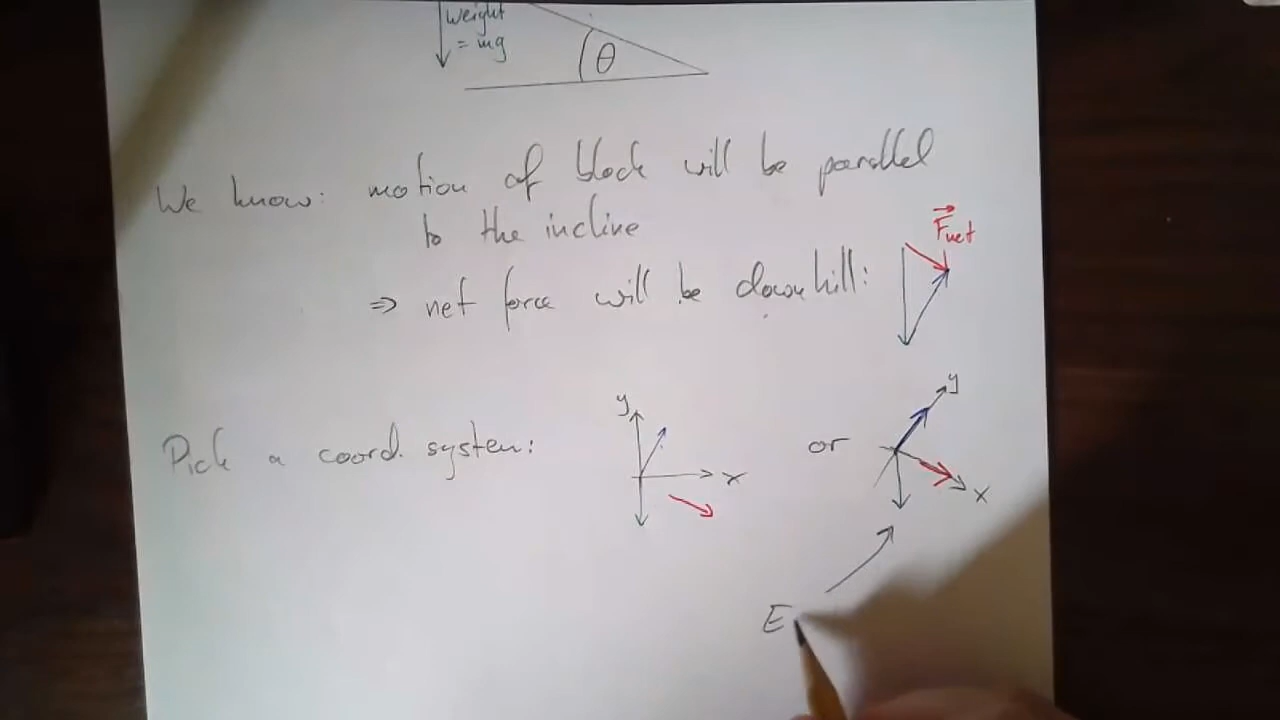 weight
= mg
θ
We know: motion of block will be parallel
to the incline
F net
⇒ net force will be downhill:
Pick a coord. system:
y
x
or
y
x
E